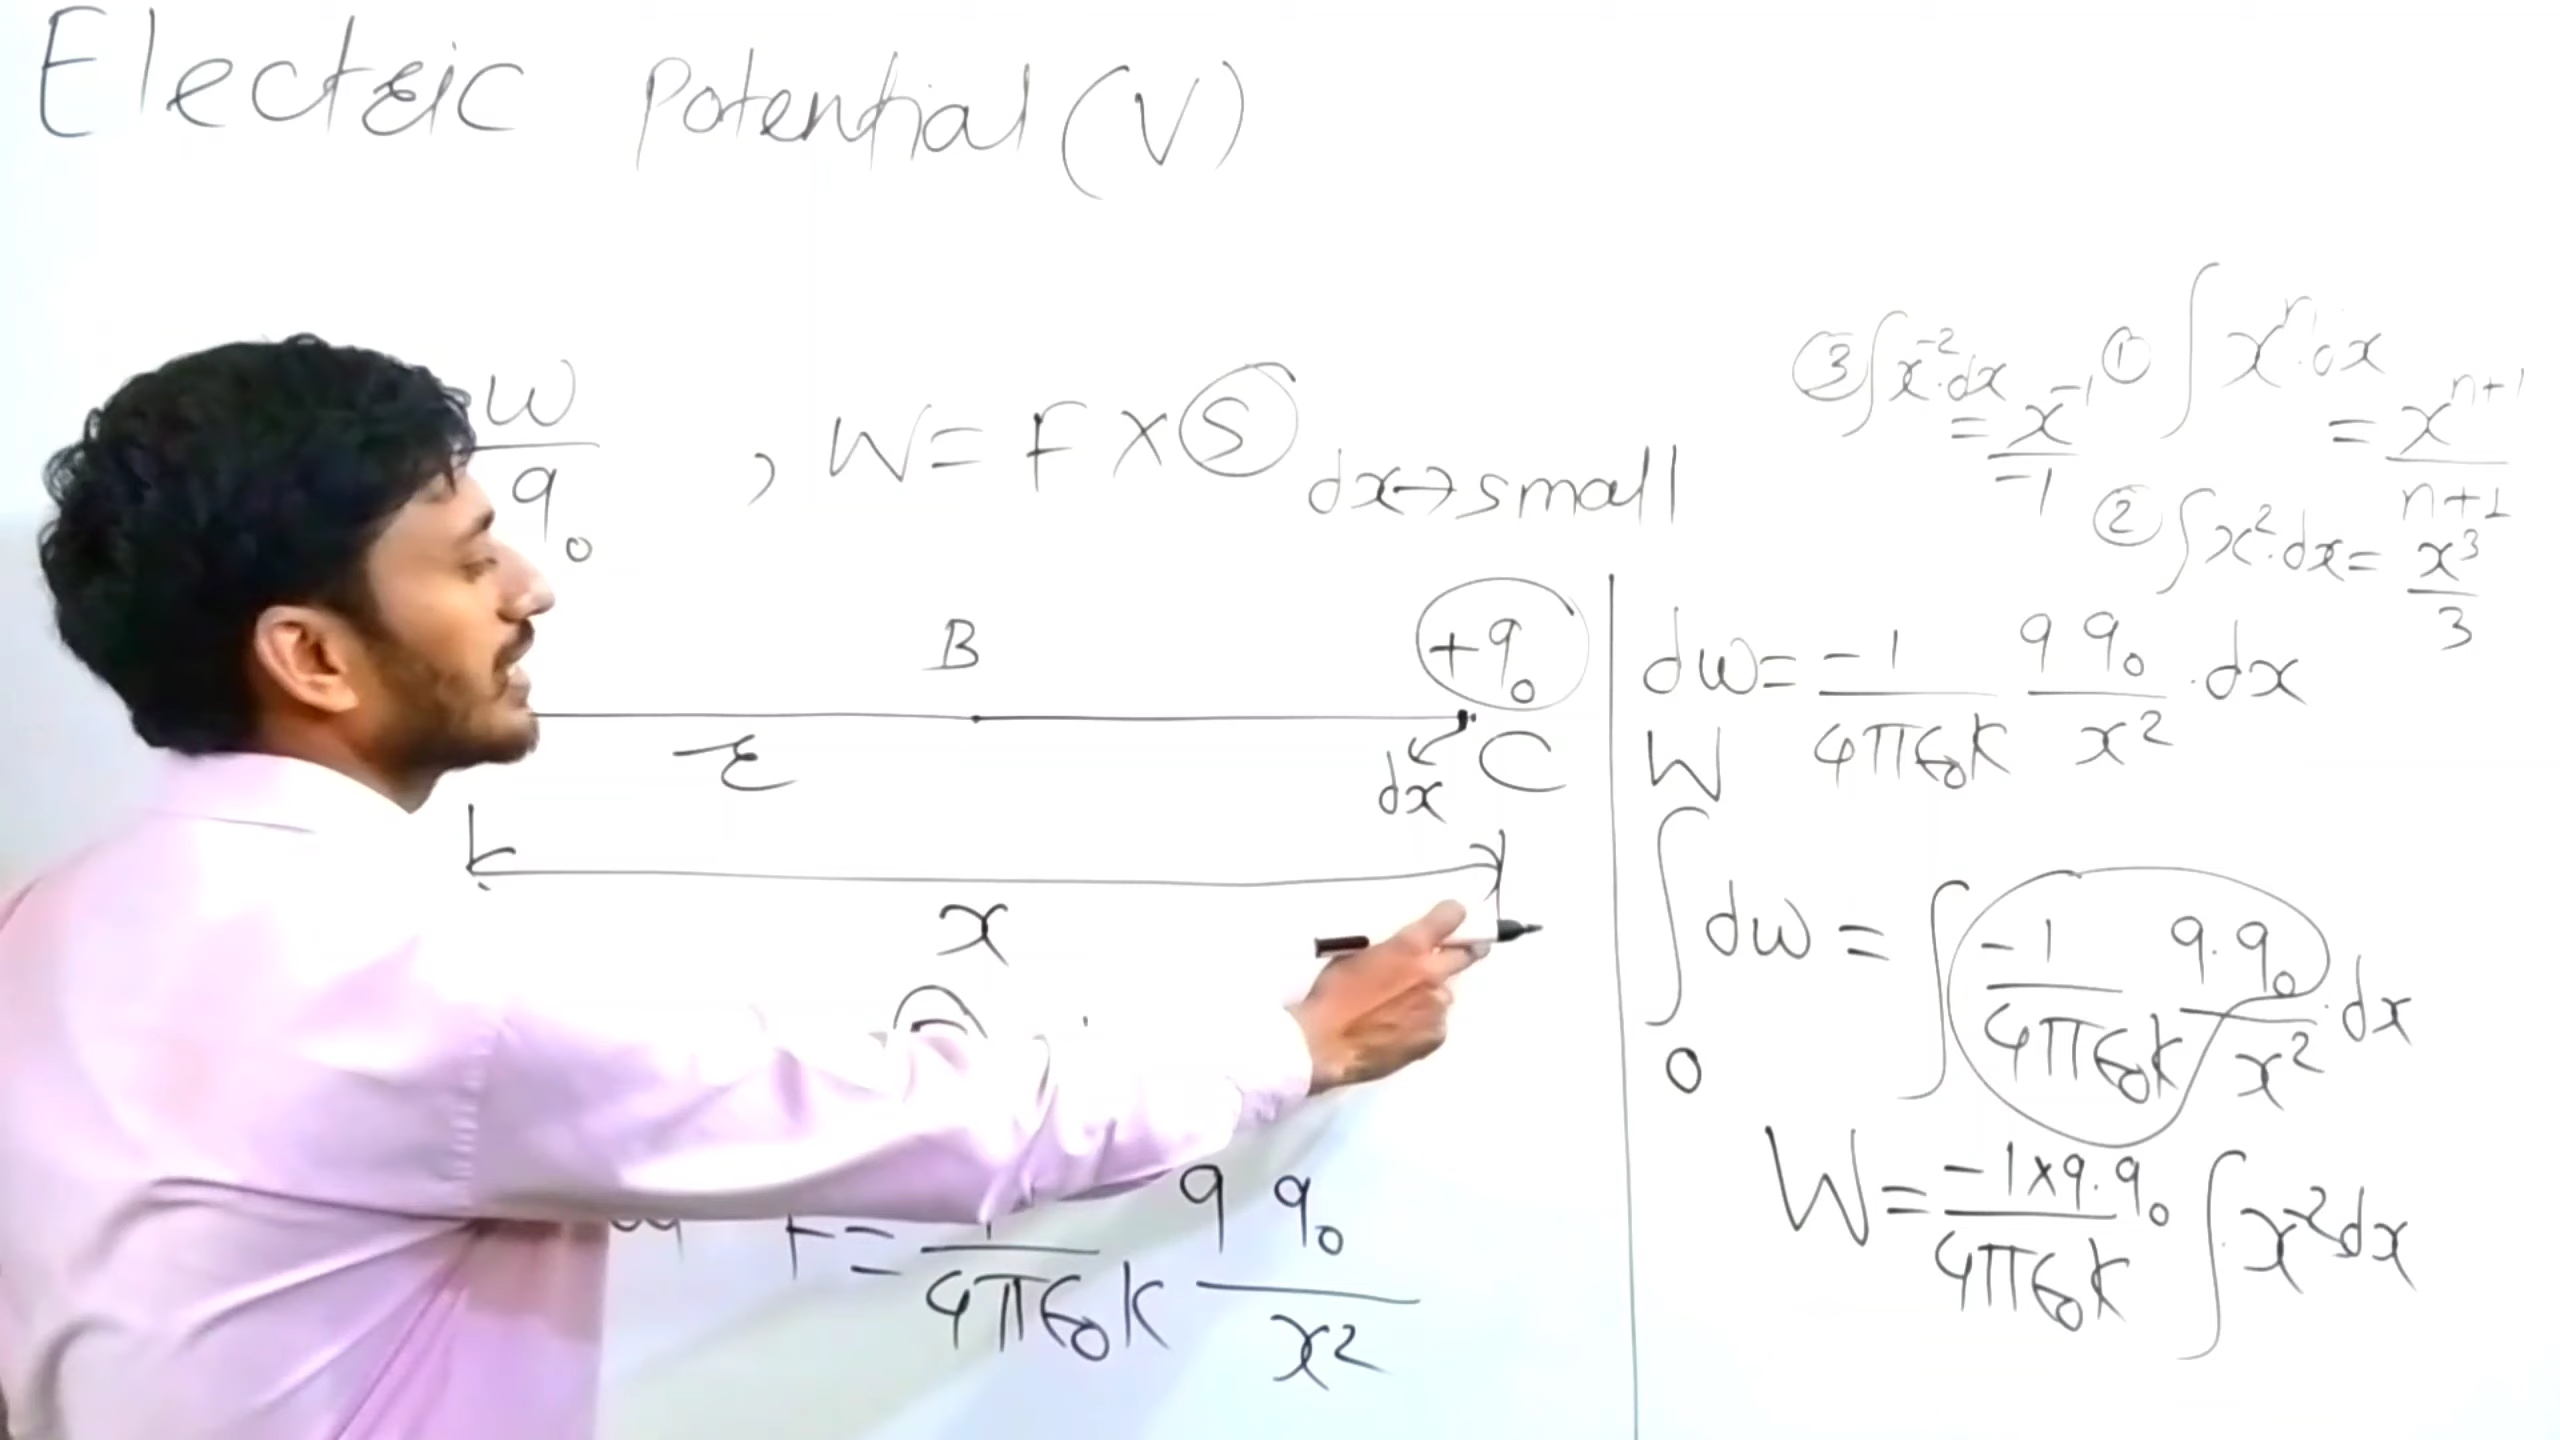 Electric Potential (V)
W/q₀ , W = F × S
dx → small
③ ∫x⁻².dx = x⁻¹/-1
① ∫xⁿ.dx = xⁿ⁺¹/n+1
② ∫x².dx = x³/3
B
+q₀
r
dx
C
x
F = 1/4πϵ₀k q q₀/x²
dw = -1/4πϵ₀k q q₀/x² .dx
∫₀ᵂ dw = ∫ -1/4πϵ₀k q.q₀/x² .dx
W = -1×q.q₀/4πϵ₀k ∫x⁻²dx